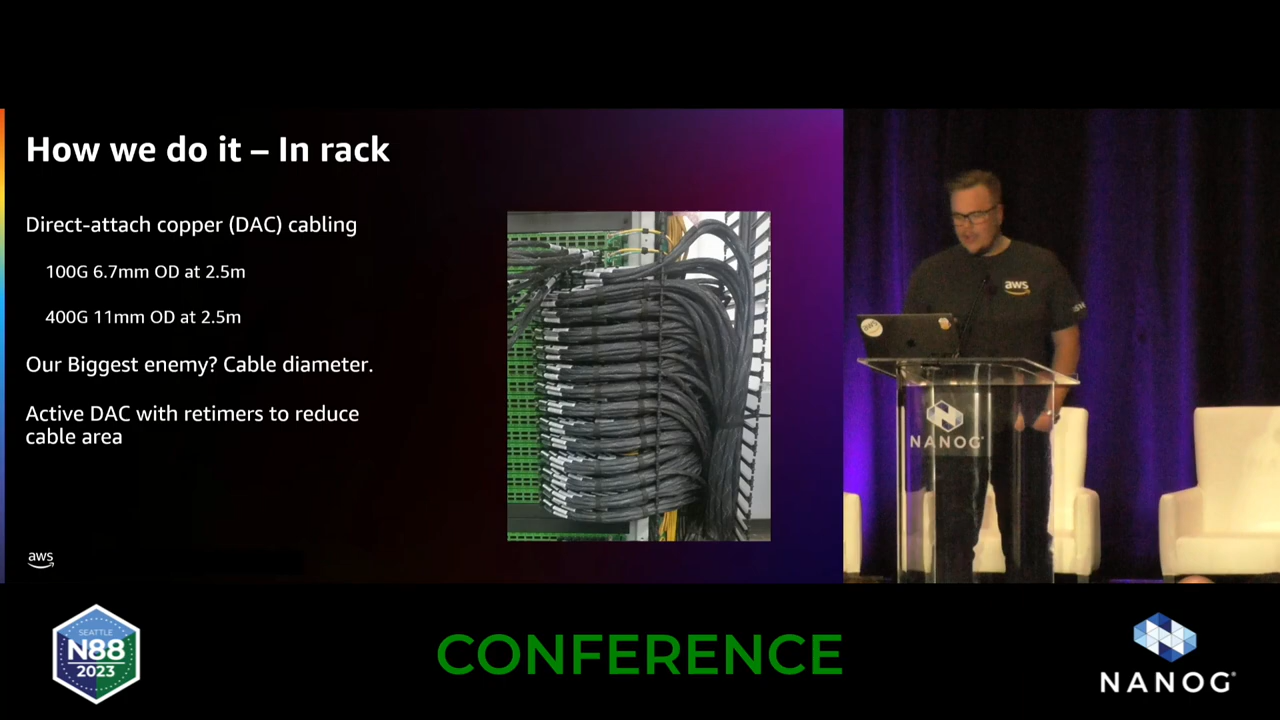 How we do it – In rack
Direct-attach copper (DAC) cabling
100G 6.7mm OD at 2.5m
400G 11mm OD at 2.5m
Our Biggest enemy? Cable diameter.
Active DAC with retimers to reduce
cable area
aws
aws
NANOG
SEATTLE
N88
2023
CONFERENCE
NANOG